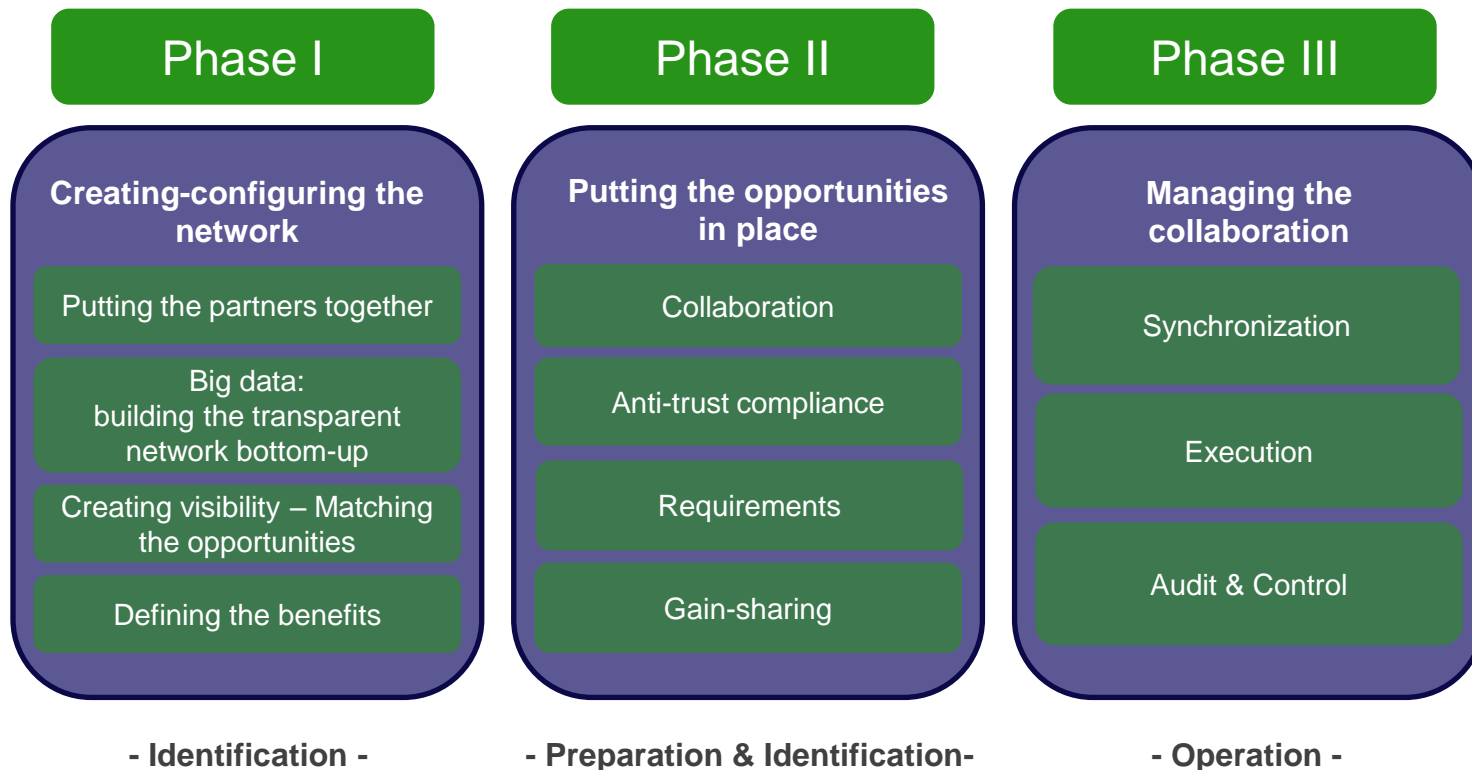 Phase I
Phase II
Phase III
Creating-configuring the
network
Putting the partners together
Big data:
building the transparent
network bottom-up
Creating visibility – Matching
the opportunities
Defining the benefits
Putting the opportunities
in place
Collaboration
Anti-trust compliance
Requirements
Gain-sharing
Managing the
collaboration
Synchronization
Execution
Audit & Control
- Identification -
- Preparation & Identification-
- Operation -